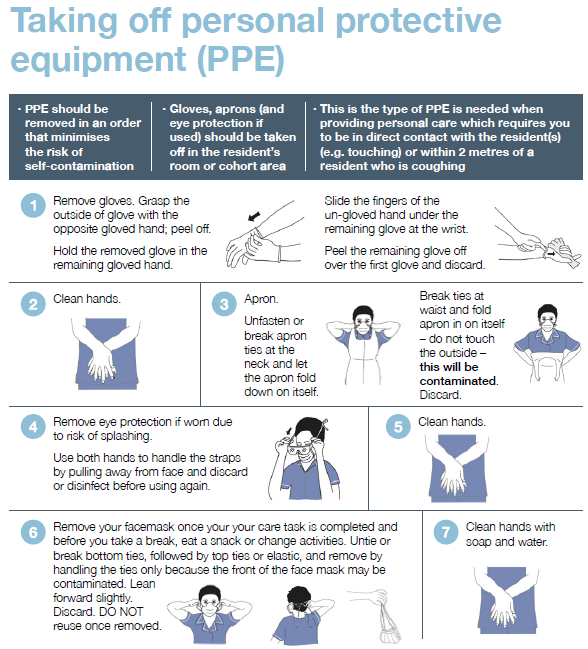 Taking off personal protective
equipment (PPE)
· PPE should be
removed in an order
that minimises
the risk of
self-contamination
· Gloves, aprons (and
eye protection if
used) should be taken
off in the resident’s
room or cohort area
· This is the type of PPE is needed when
providing personal care which requires you
to be in direct contact with the resident(s)
(e.g. touching) or within 2 metres of a
resident who is coughing
1
Remove gloves. Grasp the
outside of glove with the
opposite gloved hand; peel off.
Hold the removed glove in the
remaining gloved hand.
Slide the fingers of the
un-gloved hand under the
remaining glove at the wrist.
Peel the remaining glove off
over the first glove and discard.
2
Clean hands.
3
Apron.
Unfasten or
break apron
ties at the
neck and let
the apron fold
down on itself.
Break ties at
waist and fold
apron in on itself
– do not touch
the outside –
this will be
contaminated.
Discard.
4
Remove eye protection if worn due
to risk of splashing.
Use both hands to handle the straps
by pulling away from face and discard
or disinfect before using again.
5
Clean hands.
6
Remove your facemask once your your care task is completed and
before you take a break, eat a snack or change activities. Untie or
break bottom ties, followed by top ties or elastic, and remove by
handling the ties only because the front of the face mask may be
contaminated. Lean
forward slightly.
Discard. DO NOT
reuse once removed.
7
Clean hands with
soap and water.